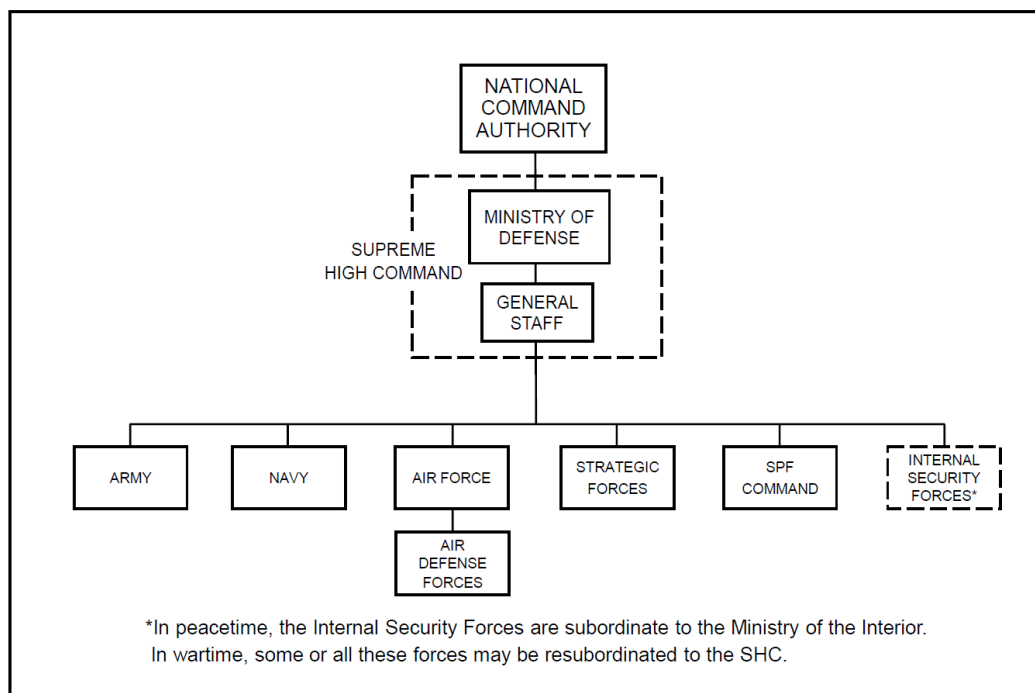 NATIONAL
COMMAND
AUTHORITY
MINISTRY OF
DEFENSE
SUPREME
HIGH COMMAND
GENERAL
STAFF
ARMY
NAVY
AIR FORCE
STRATEGIC
FORCES
SPF
COMMAND
INTERNAL
SECURITY
FORCES*
AIR
DEFENSE
FORCES
*In peacetime, the Internal Security Forces are subordinate to the Ministry of the Interior.
In wartime, some or all these forces may be resubordinated to the SHC.